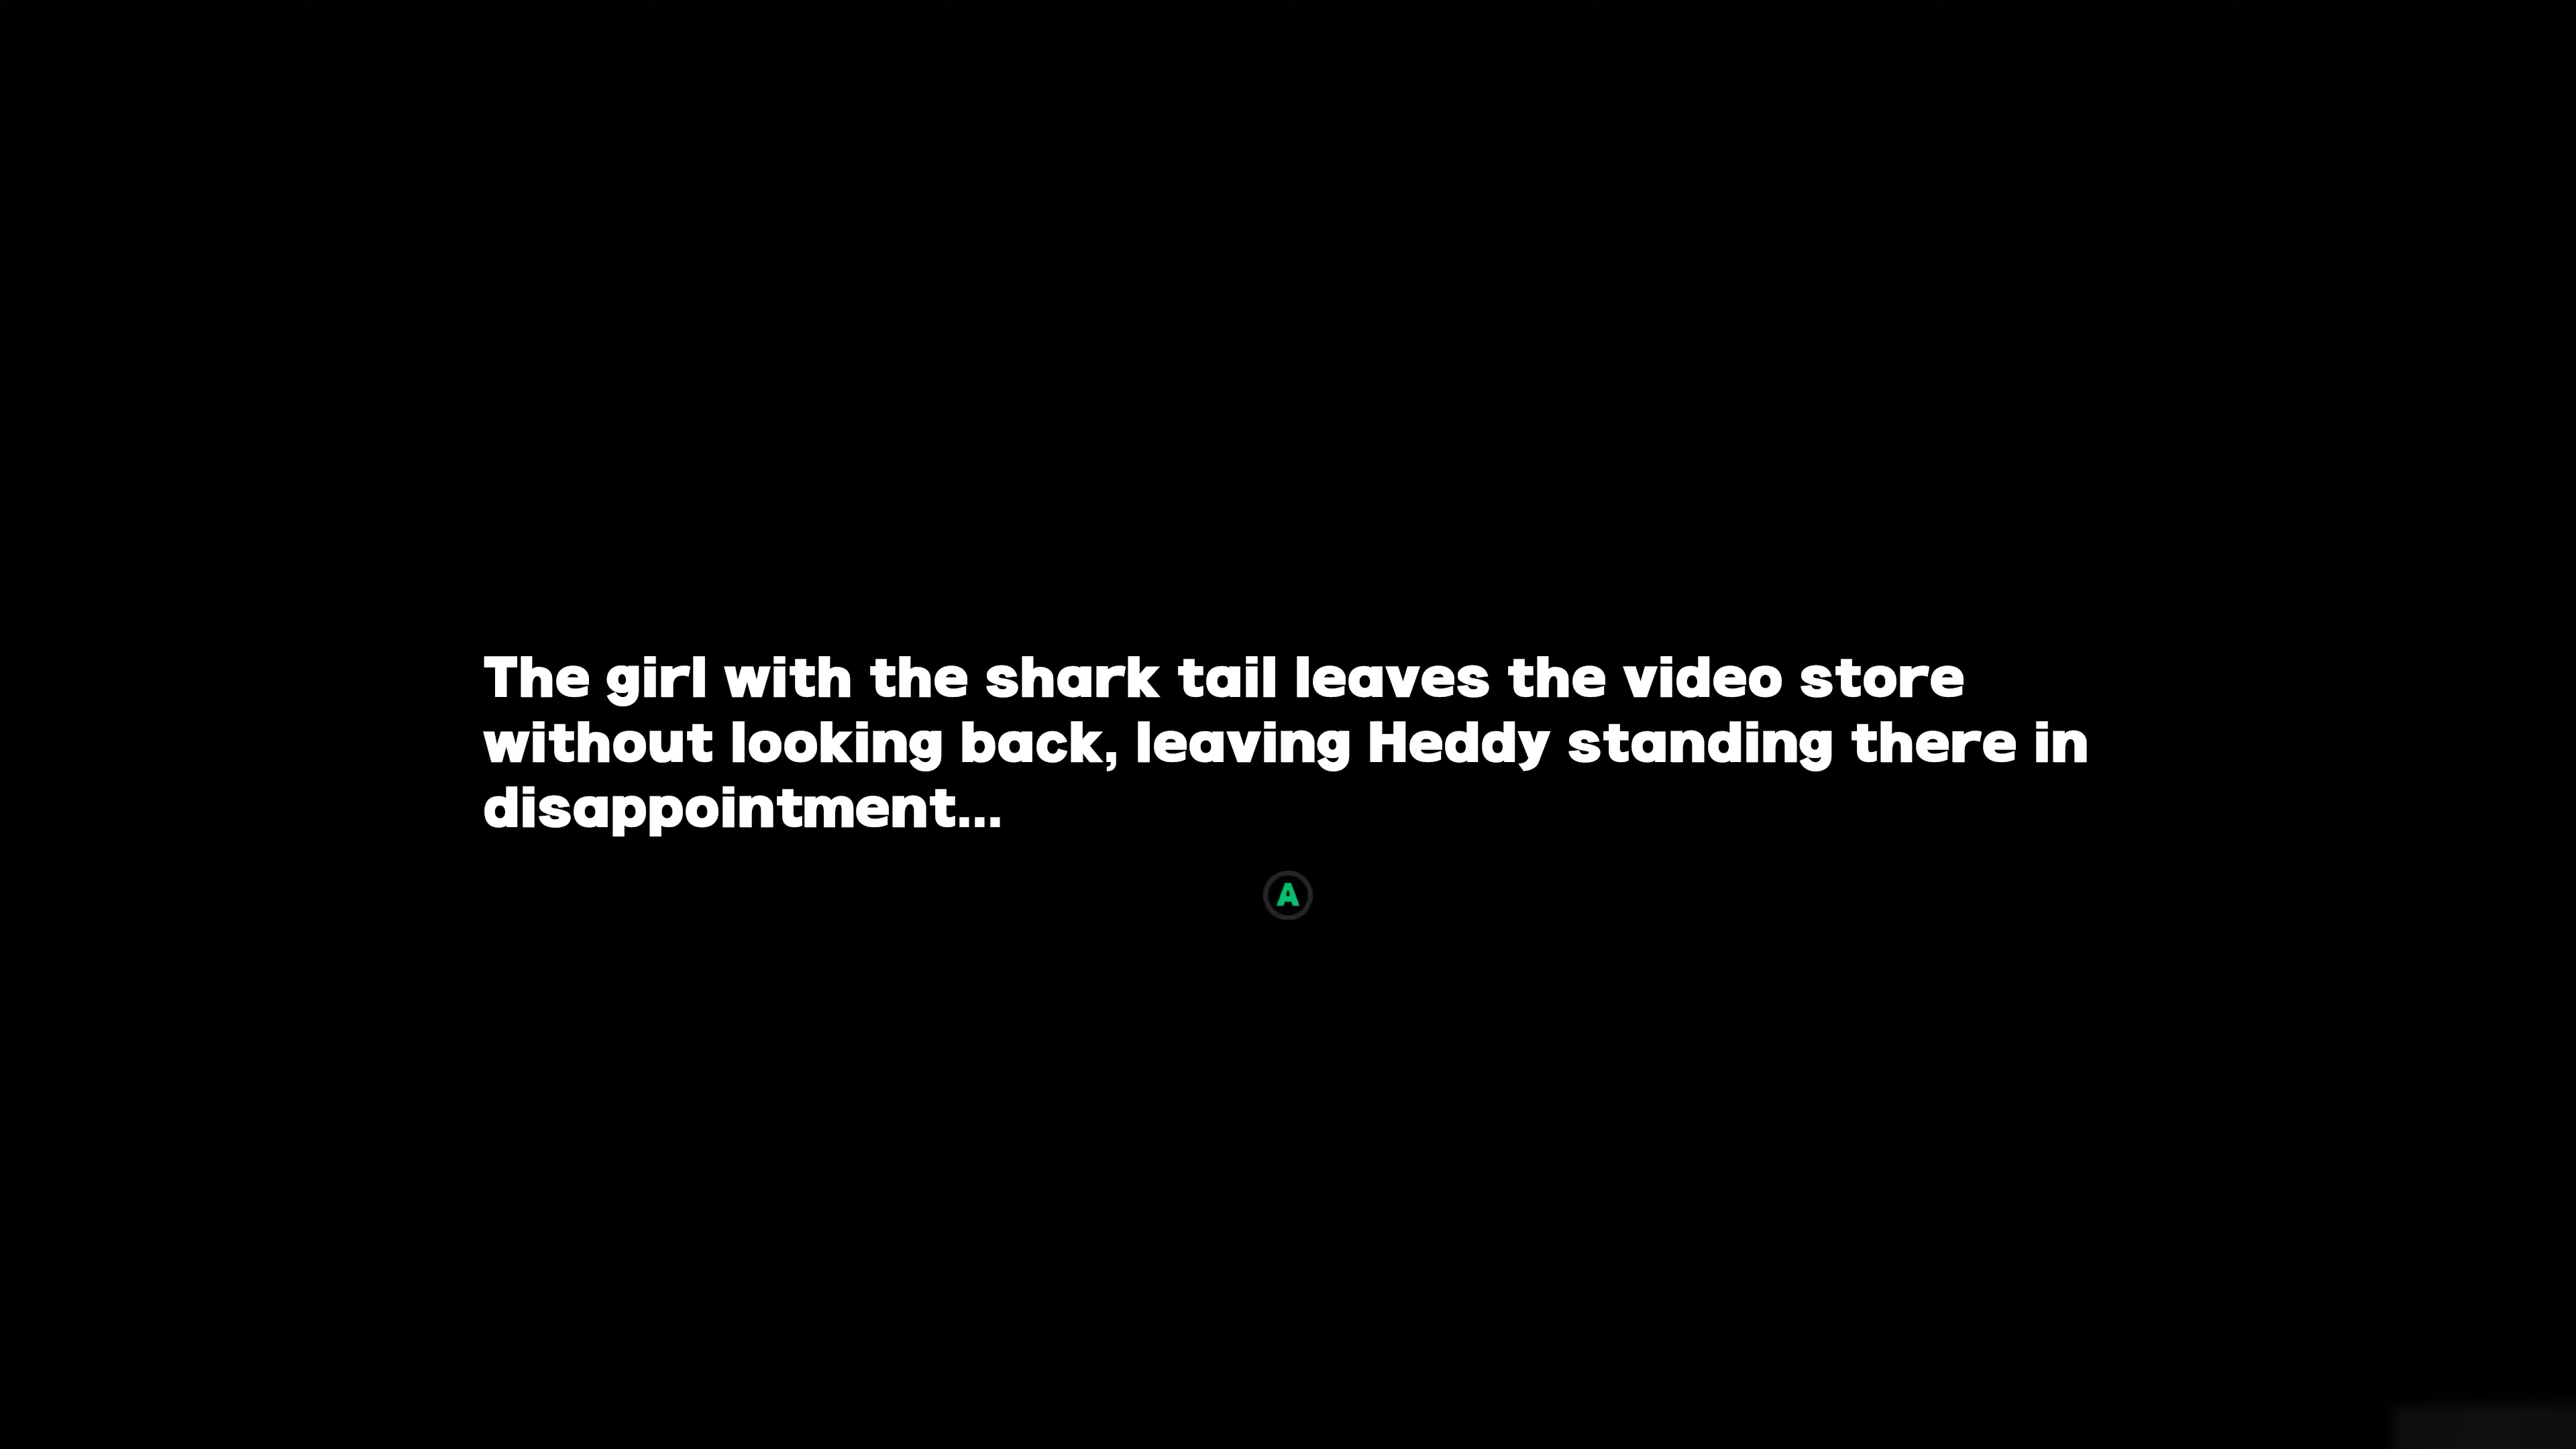 The girl with the shark tail leaves the video store
without looking back, leaving Heddy standing there in
disappointment...
A